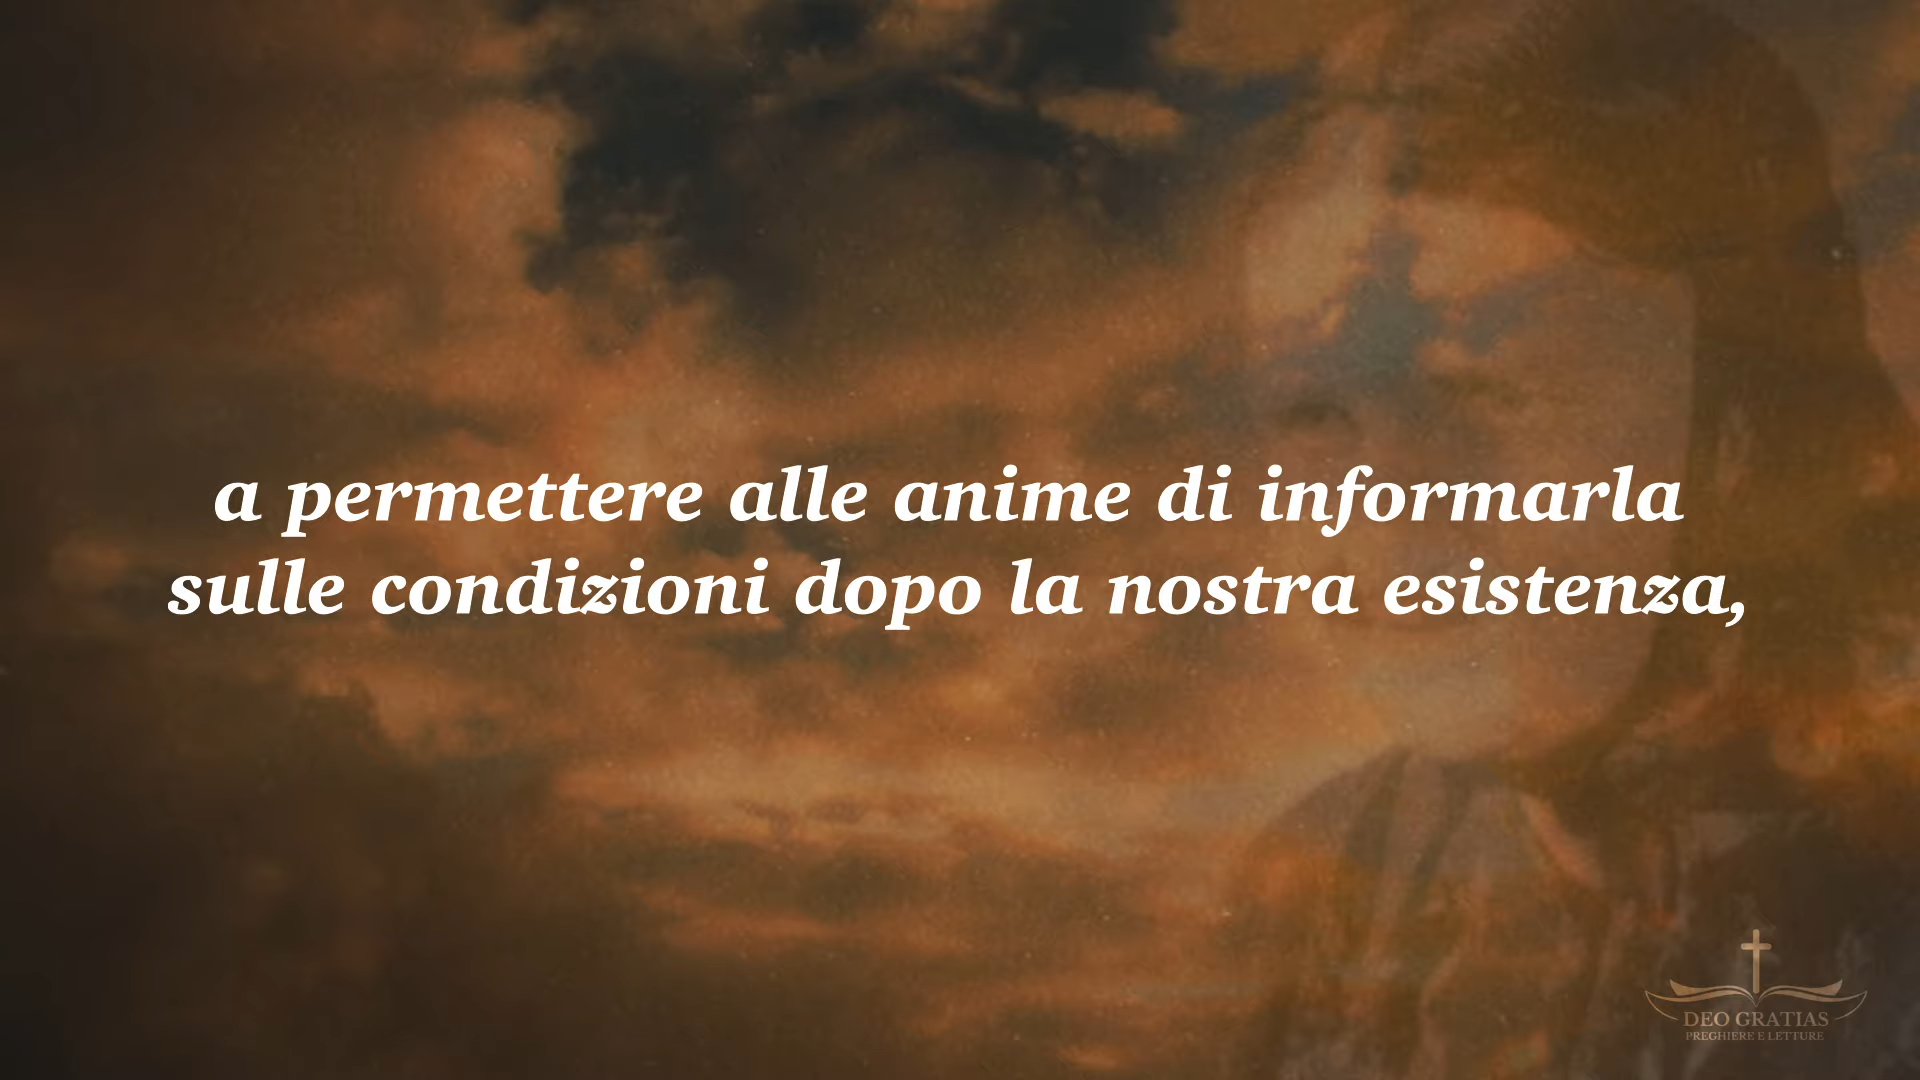 a permettere alle anime di informarla
sulle condizioni dopo la nostra esistenza,
DEO GRATIAS
PREGHIERE E LETTURE